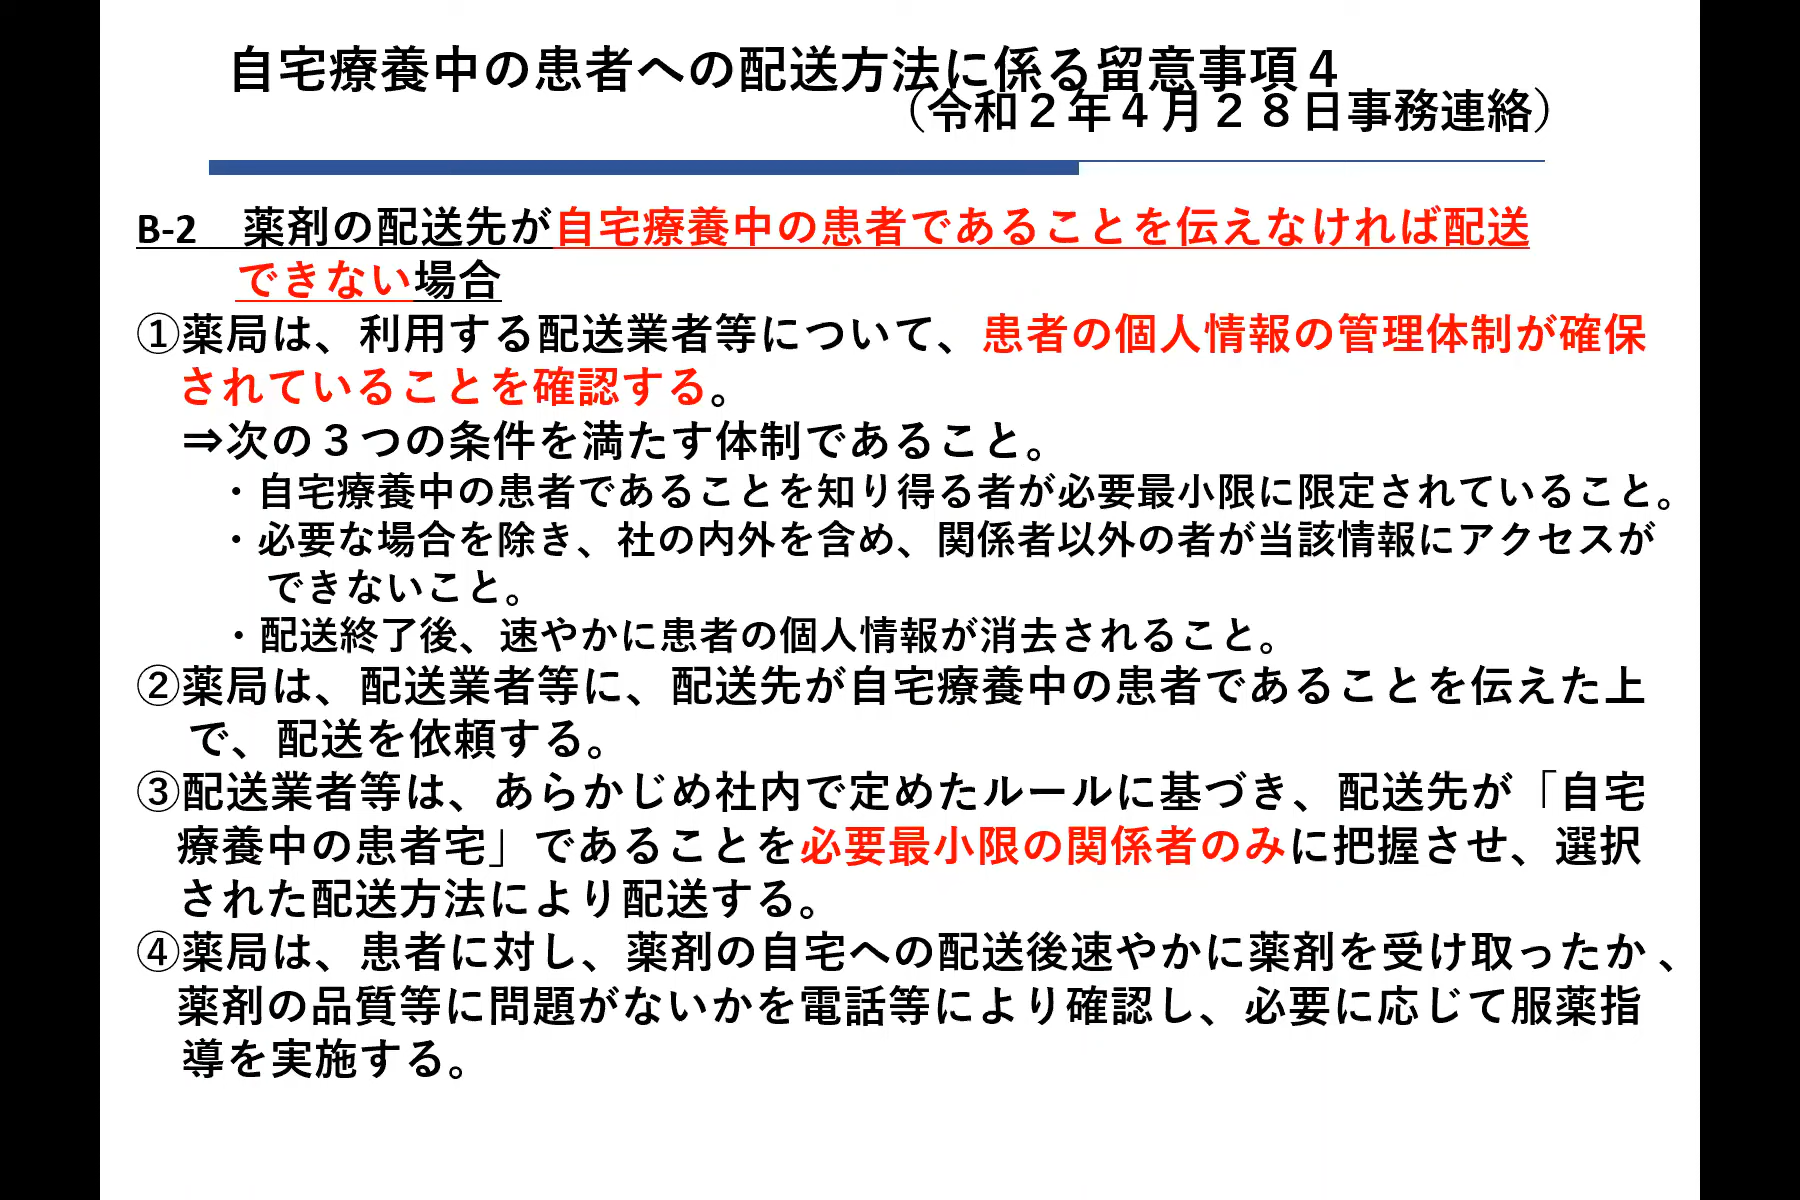 自宅療養中の患者への配送方法に係る留意事項４
（令和２年４月２８日事務連絡）
B-2　薬剤の配送先が自宅療養中の患者であることを伝えなければ配送
できない場合
①薬局は、利用する配送業者等について、患者の個人情報の管理体制が確保
されていることを確認する。
⇒次の３つの条件を満たす体制であること。
・自宅療養中の患者であることを知り得る者が必要最小限に限定されていること。
・必要な場合を除き、社の内外を含め、関係者以外の者が当該情報にアクセスが
できないこと。
・配送終了後、速やかに患者の個人情報が消去されること。
②薬局は、配送業者等に、配送先が自宅療養中の患者であることを伝えた上
で、配送を依頼する。
③配送業者等は、あらかじめ社内で定めたルールに基づき、配送先が「自宅
療養中の患者宅」であることを必要最小限の関係者のみに把握させ、選択
された配送方法により配送する。
④薬局は、患者に対し、薬剤の自宅への配送後速やかに薬剤を受け取ったか、
薬剤の品質等に問題がないかを電話等により確認し、必要に応じて服薬指
導を実施する。